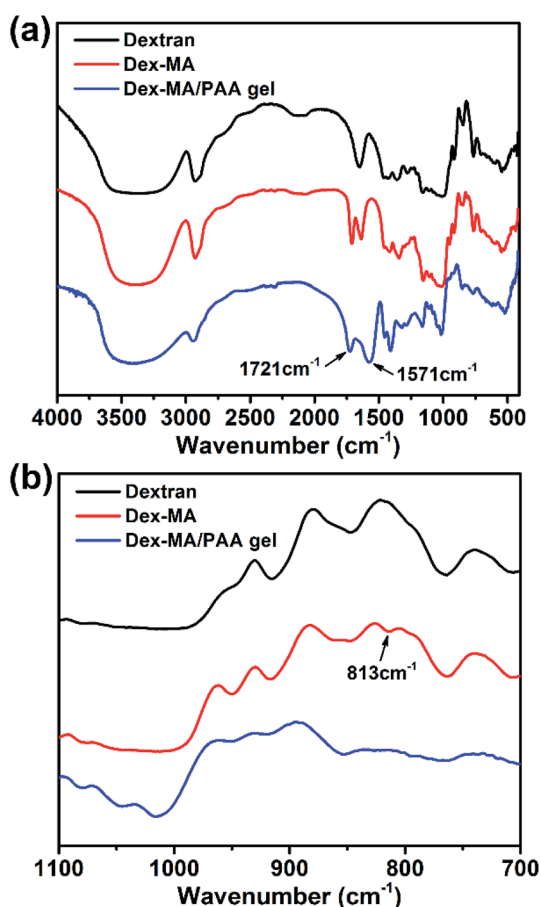 (a)
Dextran
Dex-MA
Dex-MA/PAA gel
1721cm⁻¹
1571cm⁻¹
4000 3500 3000 2500 2000 1500 1000 500
Wavenumber (cm⁻¹)
(b)
Dextran
Dex-MA
Dex-MA/PAA gel
813cm⁻¹
1100 1000 900 800 700
Wavenumber (cm⁻¹)